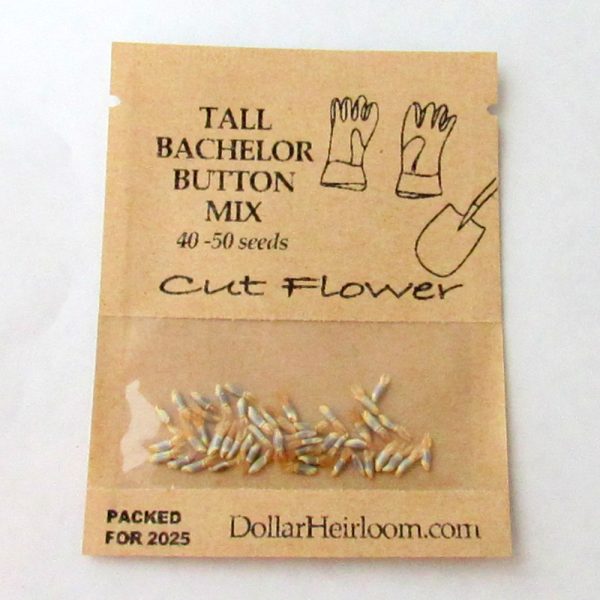 TALL
BACHELOR
BUTTON
MIX
40 -50 seeds
Cut Flower
PACKED
FOR 2025
DollarHeirloom.com